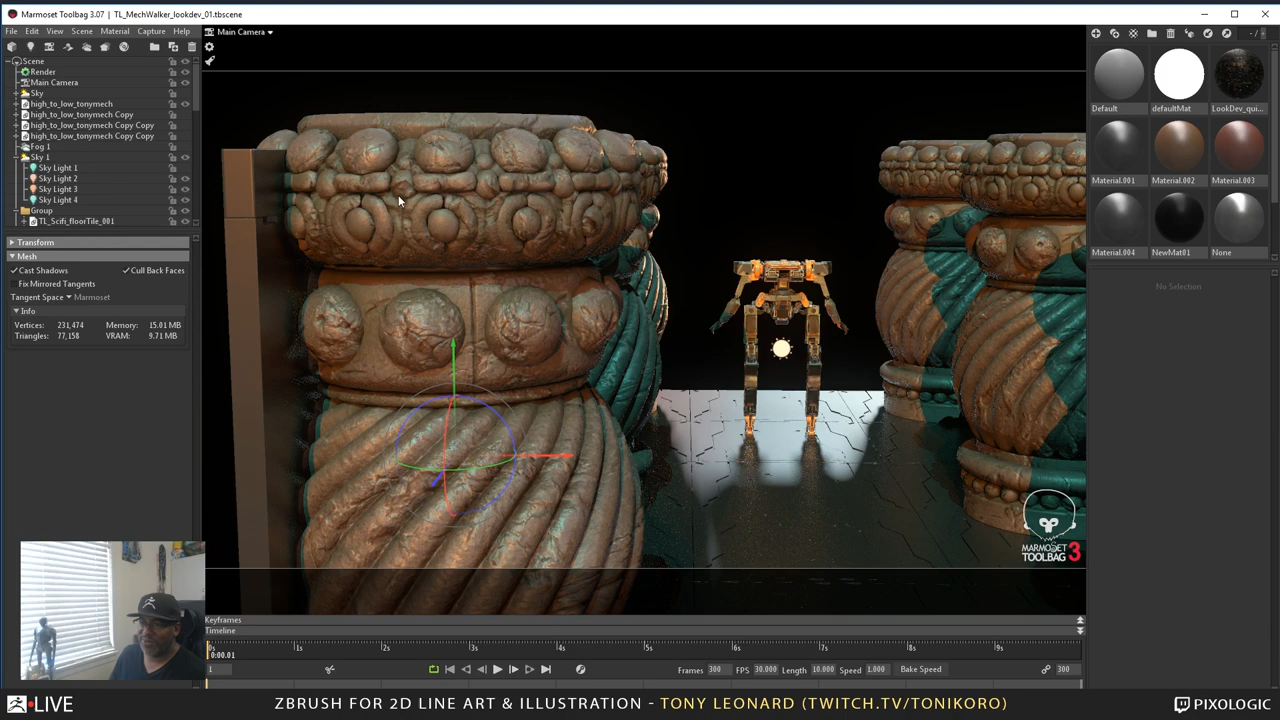 Marmoset Toolbag 3.07 | TL_MechWalker_lookdev_01.tbscene
File Edit View Scene Material Capture Help
Main Camera
Scene
Render
Main Camera
Sky
high_to_low_tonymech
high_to_low_tonymech Copy
high_to_low_tonymech Copy Copy
high_to_low_tonymech Copy Copy
Fog 1
Sky 1
Sky Light 1
Sky Light 2
Sky Light 3
Sky Light 4
Group
TL_Scifi_floorTile_001
Transform
Mesh
Cast Shadows Cull Back Faces
Fix Mirrored Tangents
Tangent Space Marmoset
Info
Vertices: 231,474 Memory: 15.01 MB
Triangles: 77,158 VRAM: 9.71 MB
Default defaultMat LookDev_qui...
Material.001 Material.002 Material.003
Material.004 NewMat01 None
No Selection
MARMOSET
TOOLBAG 3
Keyframes
Timeline
0s 1s 2s 3s 4s 5s 6s 7s 8s 9s
0:00.01
1 Frames 300 FPS 30.000 Length 10.000 Speed 1.000 Bake Speed 300
LIVE ZBRUSH FOR 2D LINE ART & ILLUSTRATION - TONY LEONARD (TWITCH.TV/TONIKORO) PIXOLOGIC